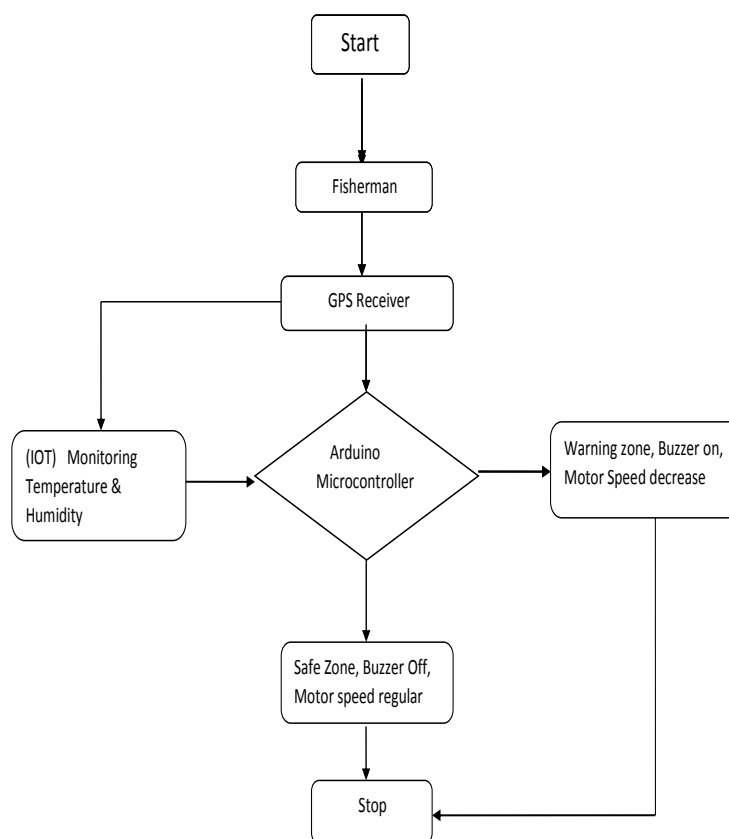 Start
Fisherman
GPS Receiver
(IOT) Monitoring
Temperature &
Humidity
Arduino
Microcontroller
Warning zone, Buzzer on,
Motor Speed decrease
Safe Zone, Buzzer Off,
Motor speed regular
Stop